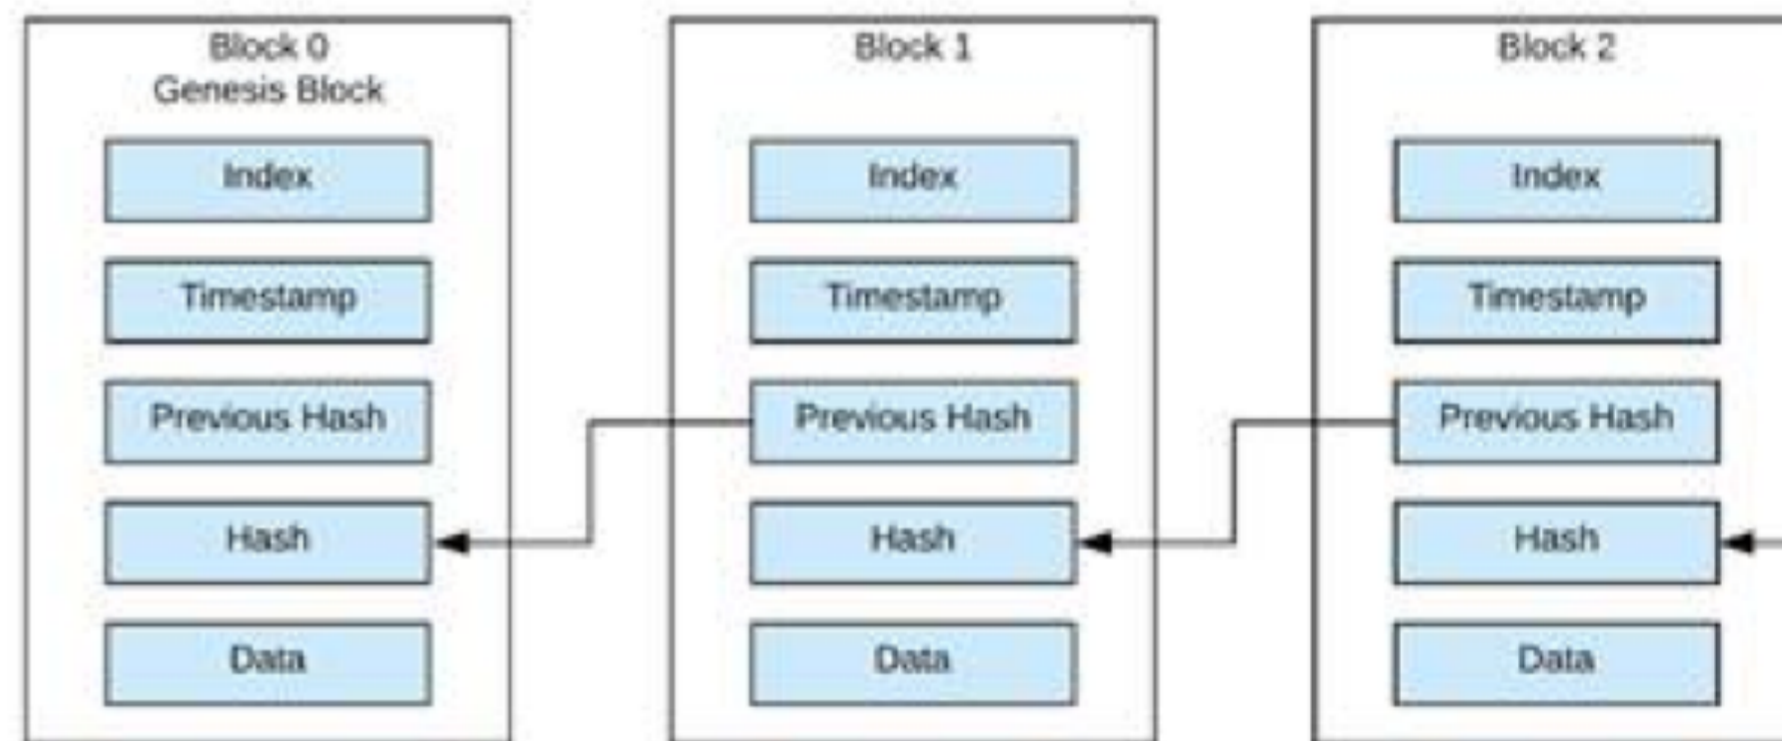 Block 0
Genesis Block
Index
Timestamp
Previous Hash
Hash
Data
Block 1
Index
Timestamp
Previous Hash
Hash
Data
Block 2
Index
Timestamp
Previous Hash
Hash
Data